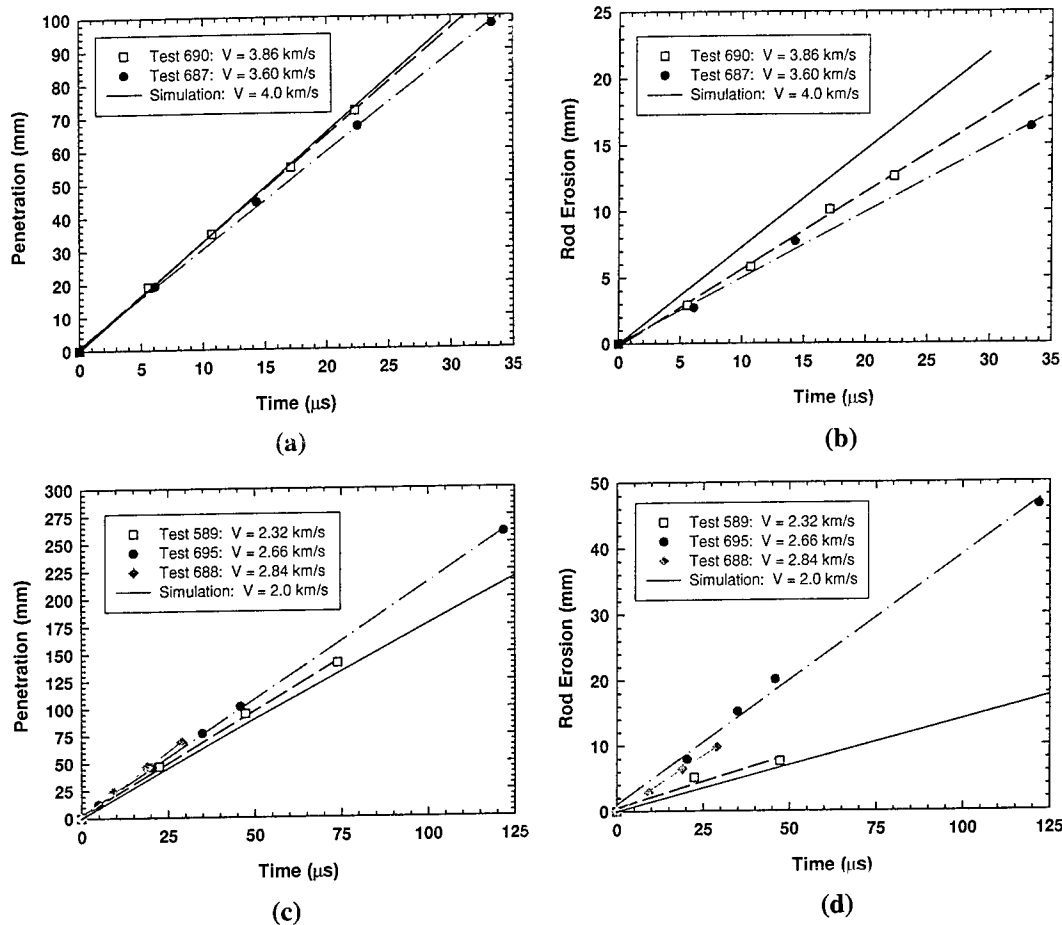 100
90
80
70
60
50
40
30
20
10
0
Penetration (mm)
Test 690: V = 3.86 km/s
Test 687: V = 3.60 km/s
Simulation: V = 4.0 km/s
0 5 10 15 20 25 30 35
Time (μs)
(a)
25
20
15
10
5
0
Rod Erosion (mm)
Test 690: V = 3.86 km/s
Test 687: V = 3.60 km/s
Simulation: V = 4.0 km/s
0 5 10 15 20 25 30 35
Time (μs)
(b)
300
275
250
225
200
175
150
125
100
75
50
25
0
Penetration (mm)
Test 589: V = 2.32 km/s
Test 695: V = 2.66 km/s
Test 688: V = 2.84 km/s
Simulation: V = 2.0 km/s
0 25 50 75 100 125
Time (μs)
(c)
50
40
30
20
10
0
Rod Erosion (mm)
Test 589: V = 2.32 km/s
Test 695: V = 2.66 km/s
Test 688: V = 2.84 km/s
Simulation: V = 2.0 km/s
0 25 50 75 100 125
Time (μs)
(d)